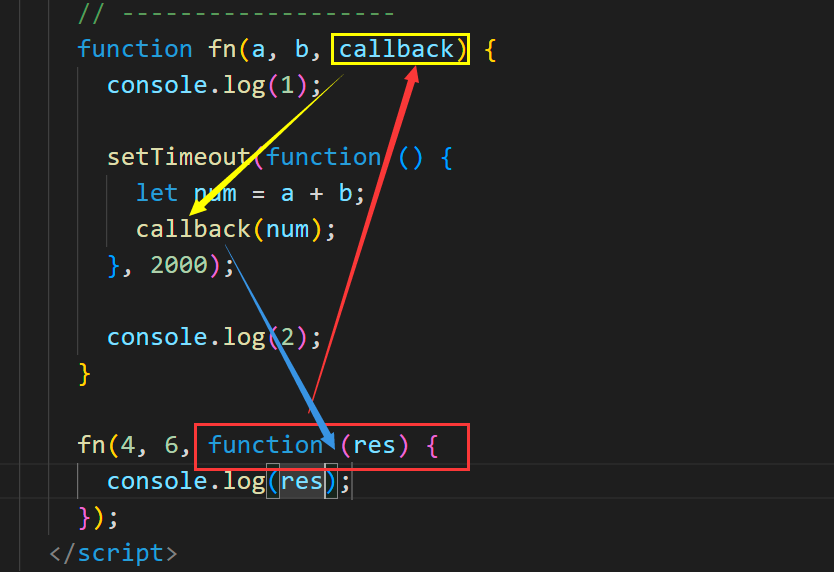 // -------------------
function fn(a, b, callback) {
console.log(1);
setTimeout(function () {
let num = a + b;
callback(num);
}, 2000);
console.log(2);
}
fn(4, 6, function (res) {
console.log(res);
});
</script>